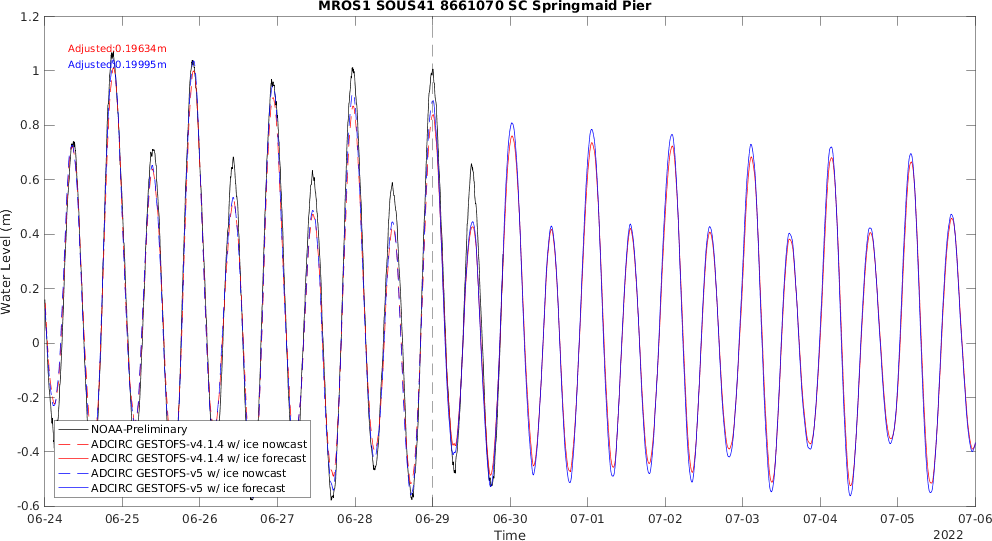 MROS1 SOUS41 8661070 SC Springmaid Pier
Adjusted:0.19634m
Adjusted:0.19995m
1.2
1
0.8
0.6
0.4
0.2
0
-0.2
-0.4
-0.6
Water Level (m)
NOAA-Preliminary
ADCIRC GESTOFS-v4.1.4 w/ ice nowcast
ADCIRC GESTOFS-v4.1.4 w/ ice forecast
ADCIRC GESTOFS-v5 w/ ice nowcast
ADCIRC GESTOFS-v5 w/ ice forecast
06-24 06-25 06-26 06-27 06-28 06-29 06-30 07-01 07-02 07-03 07-04 07-05 07-06
Time
2022